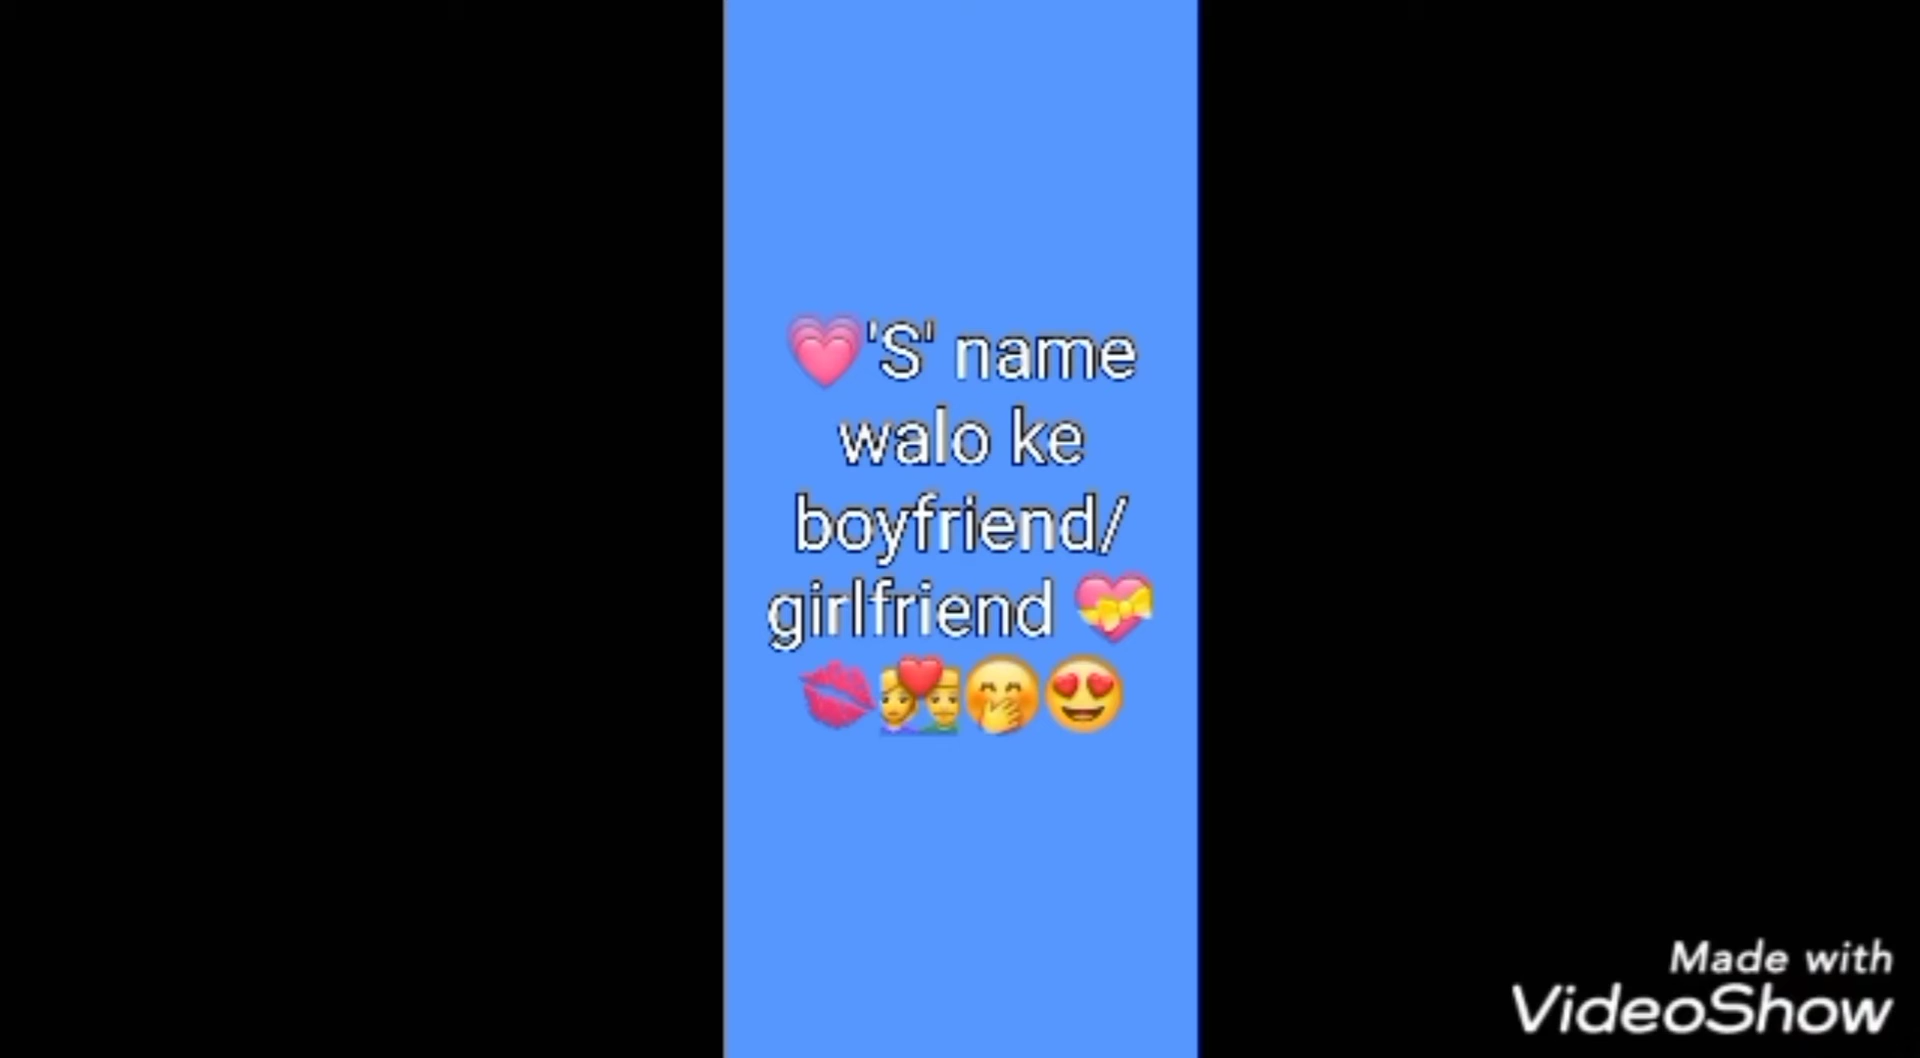 💗'S' name
walo ke
boyfriend/
girlfriend 💝
💋💑🤭😍
Made with
VideoShow